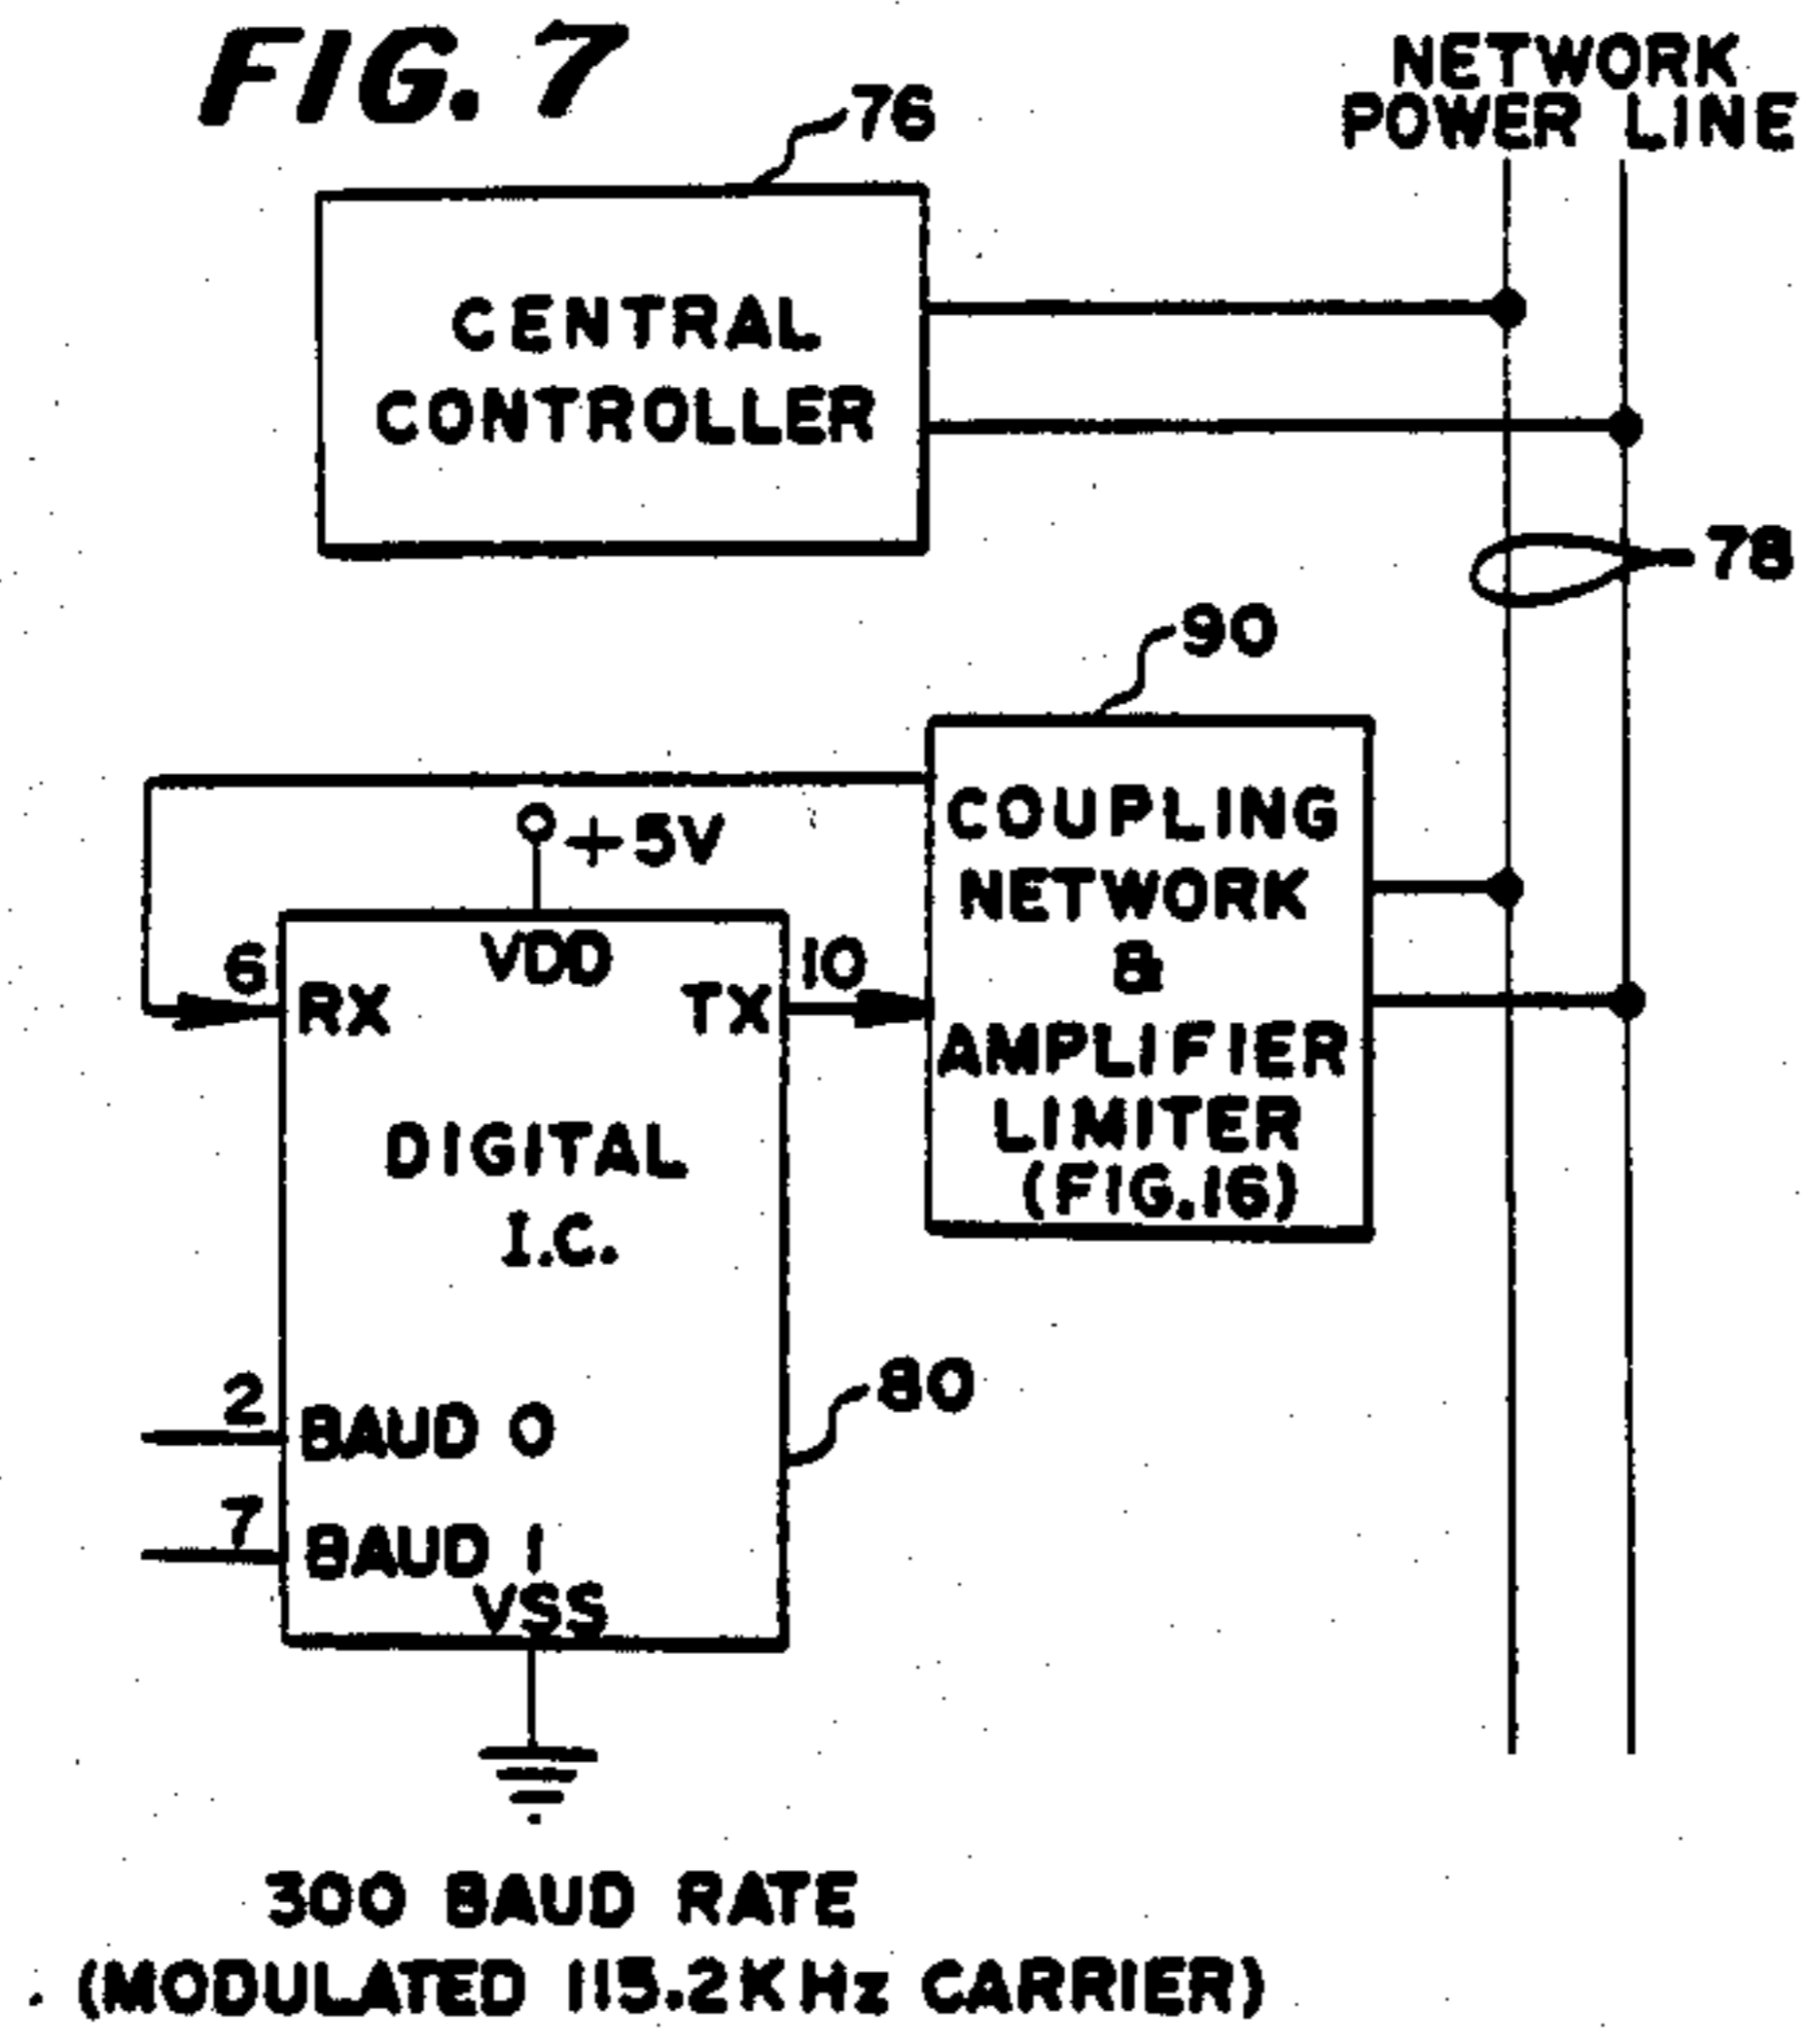 FIG. 7
NETWORK
POWER LINE
76
CENTRAL
CONTROLLER
78
90
COUPLING
NETWORK
&
AMPLIFIER
LIMITER
(FIG.16)
+5V
VDD
6
RX
TX
10
DIGITAL
I.C.
80
2
BAUD 0
7
BAUD 1
VSS
300 BAUD RATE
(MODULATED 115.2KHz CARRIER)